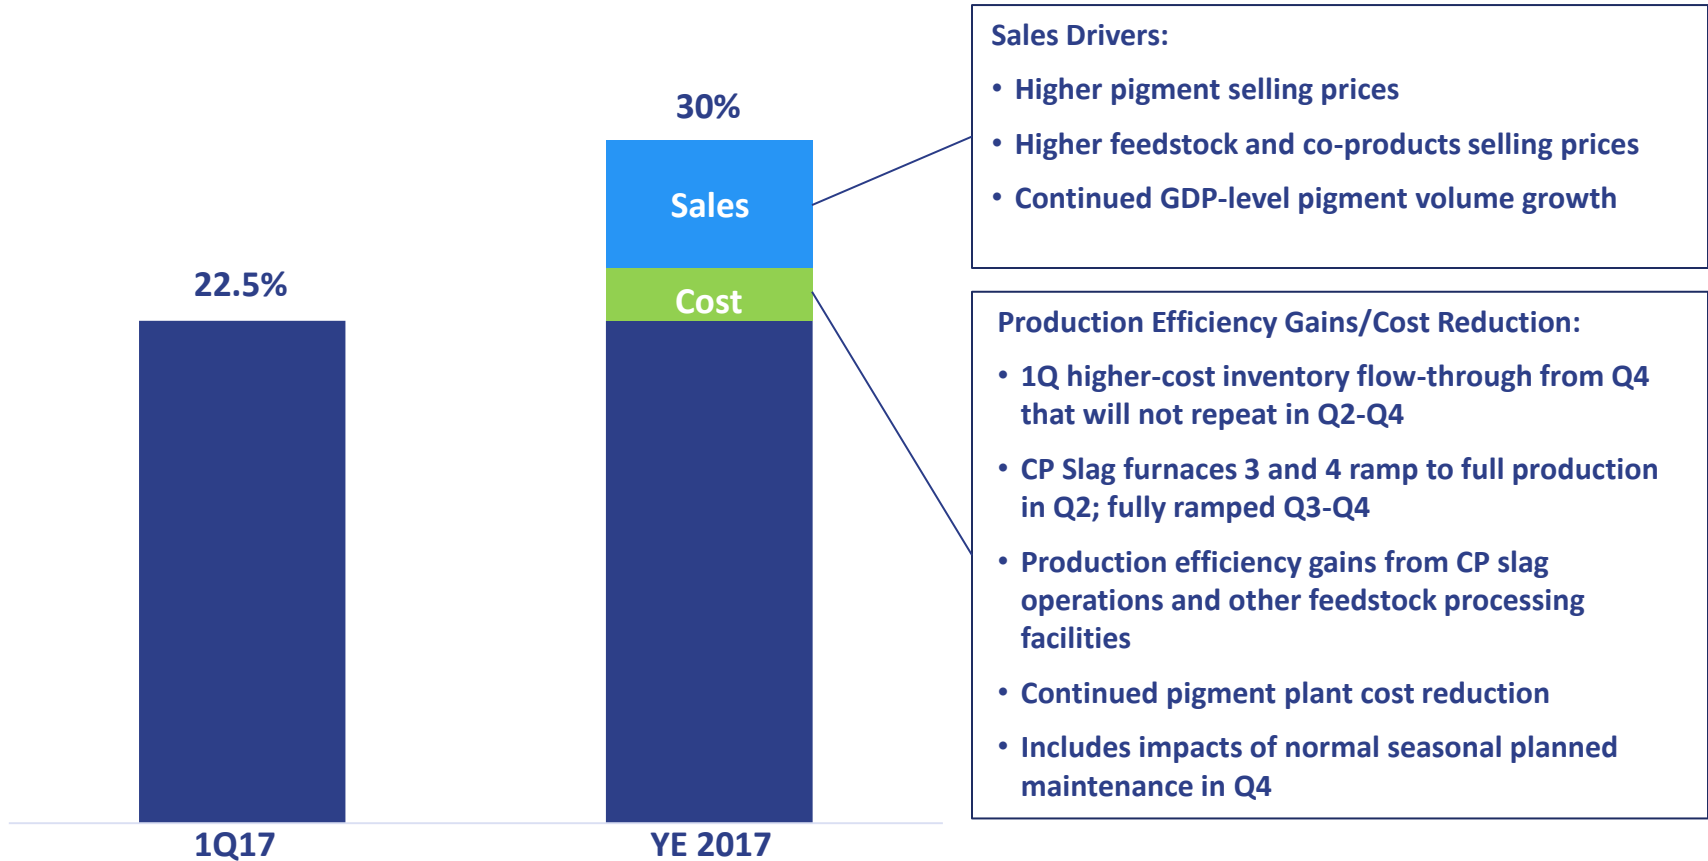 22.5%
30%
Sales
Cost
1Q17
YE 2017
Sales Drivers:
• Higher pigment selling prices
• Higher feedstock and co-products selling prices
• Continued GDP-level pigment volume growth
Production Efficiency Gains/Cost Reduction:
• 1Q higher-cost inventory flow-through from Q4
that will not repeat in Q2-Q4
• CP Slag furnaces 3 and 4 ramp to full production
in Q2; fully ramped Q3-Q4
• Production efficiency gains from CP slag
operations and other feedstock processing
facilities
• Continued pigment plant cost reduction
• Includes impacts of normal seasonal planned
maintenance in Q4